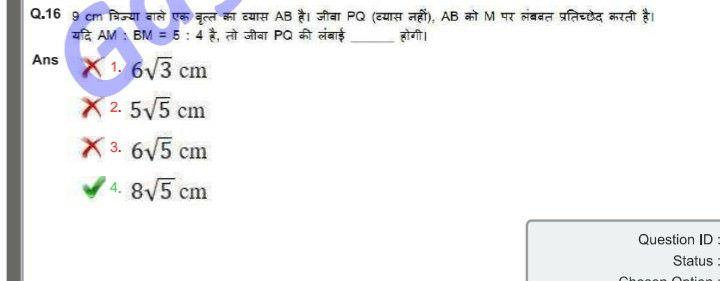 Q.16 9 cm त्रिज्या वाले एक वृत्त का व्यास AB है। जीवा PQ (व्यास नहीं), AB को M पर लंबवत प्रतिच्छेद करती है।
यदि AM : BM = 5 : 4 है, तो जीवा PQ की लंबाई ______ होगी।
Ans 1. 6√3 cm
2. 5√5 cm
3. 6√5 cm
4. 8√5 cm
Question ID :
Status :
Chosen Option :